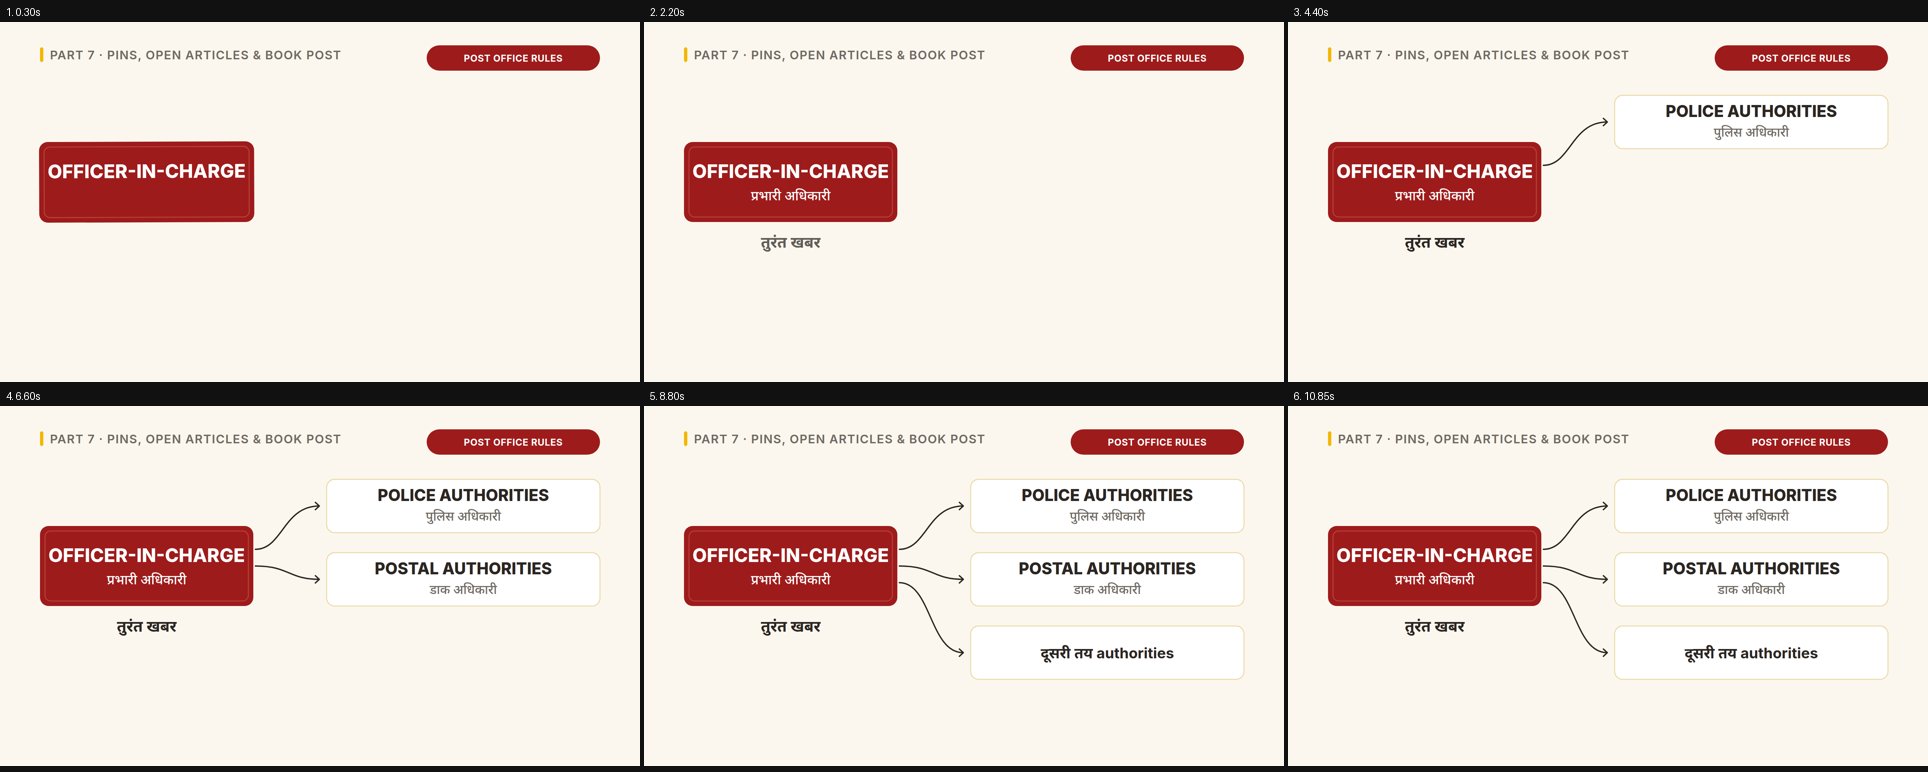 1. 0.30s
PART 7 · PINS, OPEN ARTICLES & BOOK POST
POST OFFICE RULES
OFFICER-IN-CHARGE
2. 2.20s
PART 7 · PINS, OPEN ARTICLES & BOOK POST
POST OFFICE RULES
OFFICER-IN-CHARGE
प्रभारी अधिकारी
तुरंत खबर
3. 4.40s
PART 7 · PINS, OPEN ARTICLES & BOOK POST
POST OFFICE RULES
POLICE AUTHORITIES
पुलिस अधिकारी
OFFICER-IN-CHARGE
प्रभारी अधिकारी
तुरंत खबर
4. 6.60s
PART 7 · PINS, OPEN ARTICLES & BOOK POST
POST OFFICE RULES
POLICE AUTHORITIES
पुलिस अधिकारी
OFFICER-IN-CHARGE
प्रभारी अधिकारी
POSTAL AUTHORITIES
डाक अधिकारी
तुरंत खबर
5. 8.80s
PART 7 · PINS, OPEN ARTICLES & BOOK POST
POST OFFICE RULES
POLICE AUTHORITIES
पुलिस अधिकारी
OFFICER-IN-CHARGE
प्रभारी अधिकारी
POSTAL AUTHORITIES
डाक अधिकारी
तुरंत खबर
दूसरी तय authorities
6. 10.85s
PART 7 · PINS, OPEN ARTICLES & BOOK POST
POST OFFICE RULES
POLICE AUTHORITIES
पुलिस अधिकारी
OFFICER-IN-CHARGE
प्रभारी अधिकारी
POSTAL AUTHORITIES
डाक अधिकारी
तुरंत खबर
दूसरी तय authorities